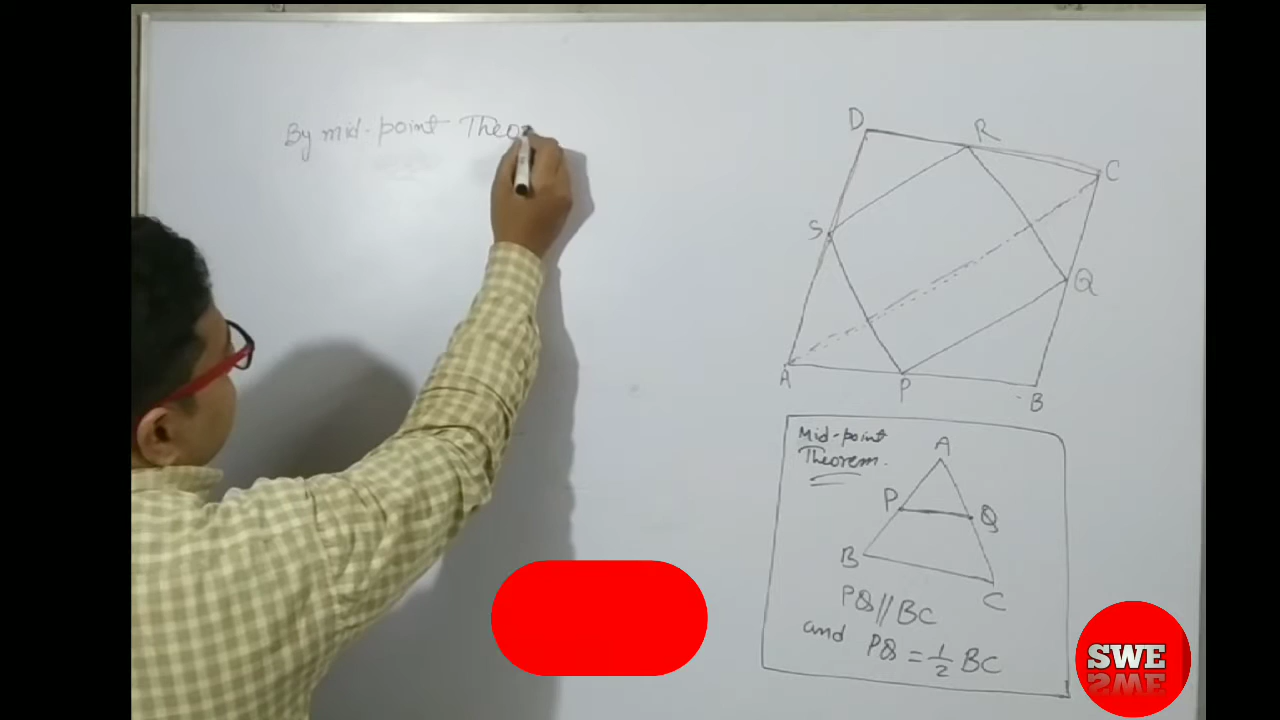 By mid-point Theo
D
R
C
S
Q
A
P
B
Mid-point
Theorem.
A
P
Q
B
C
PQ // BC
and PQ = 1/2 BC
SWE